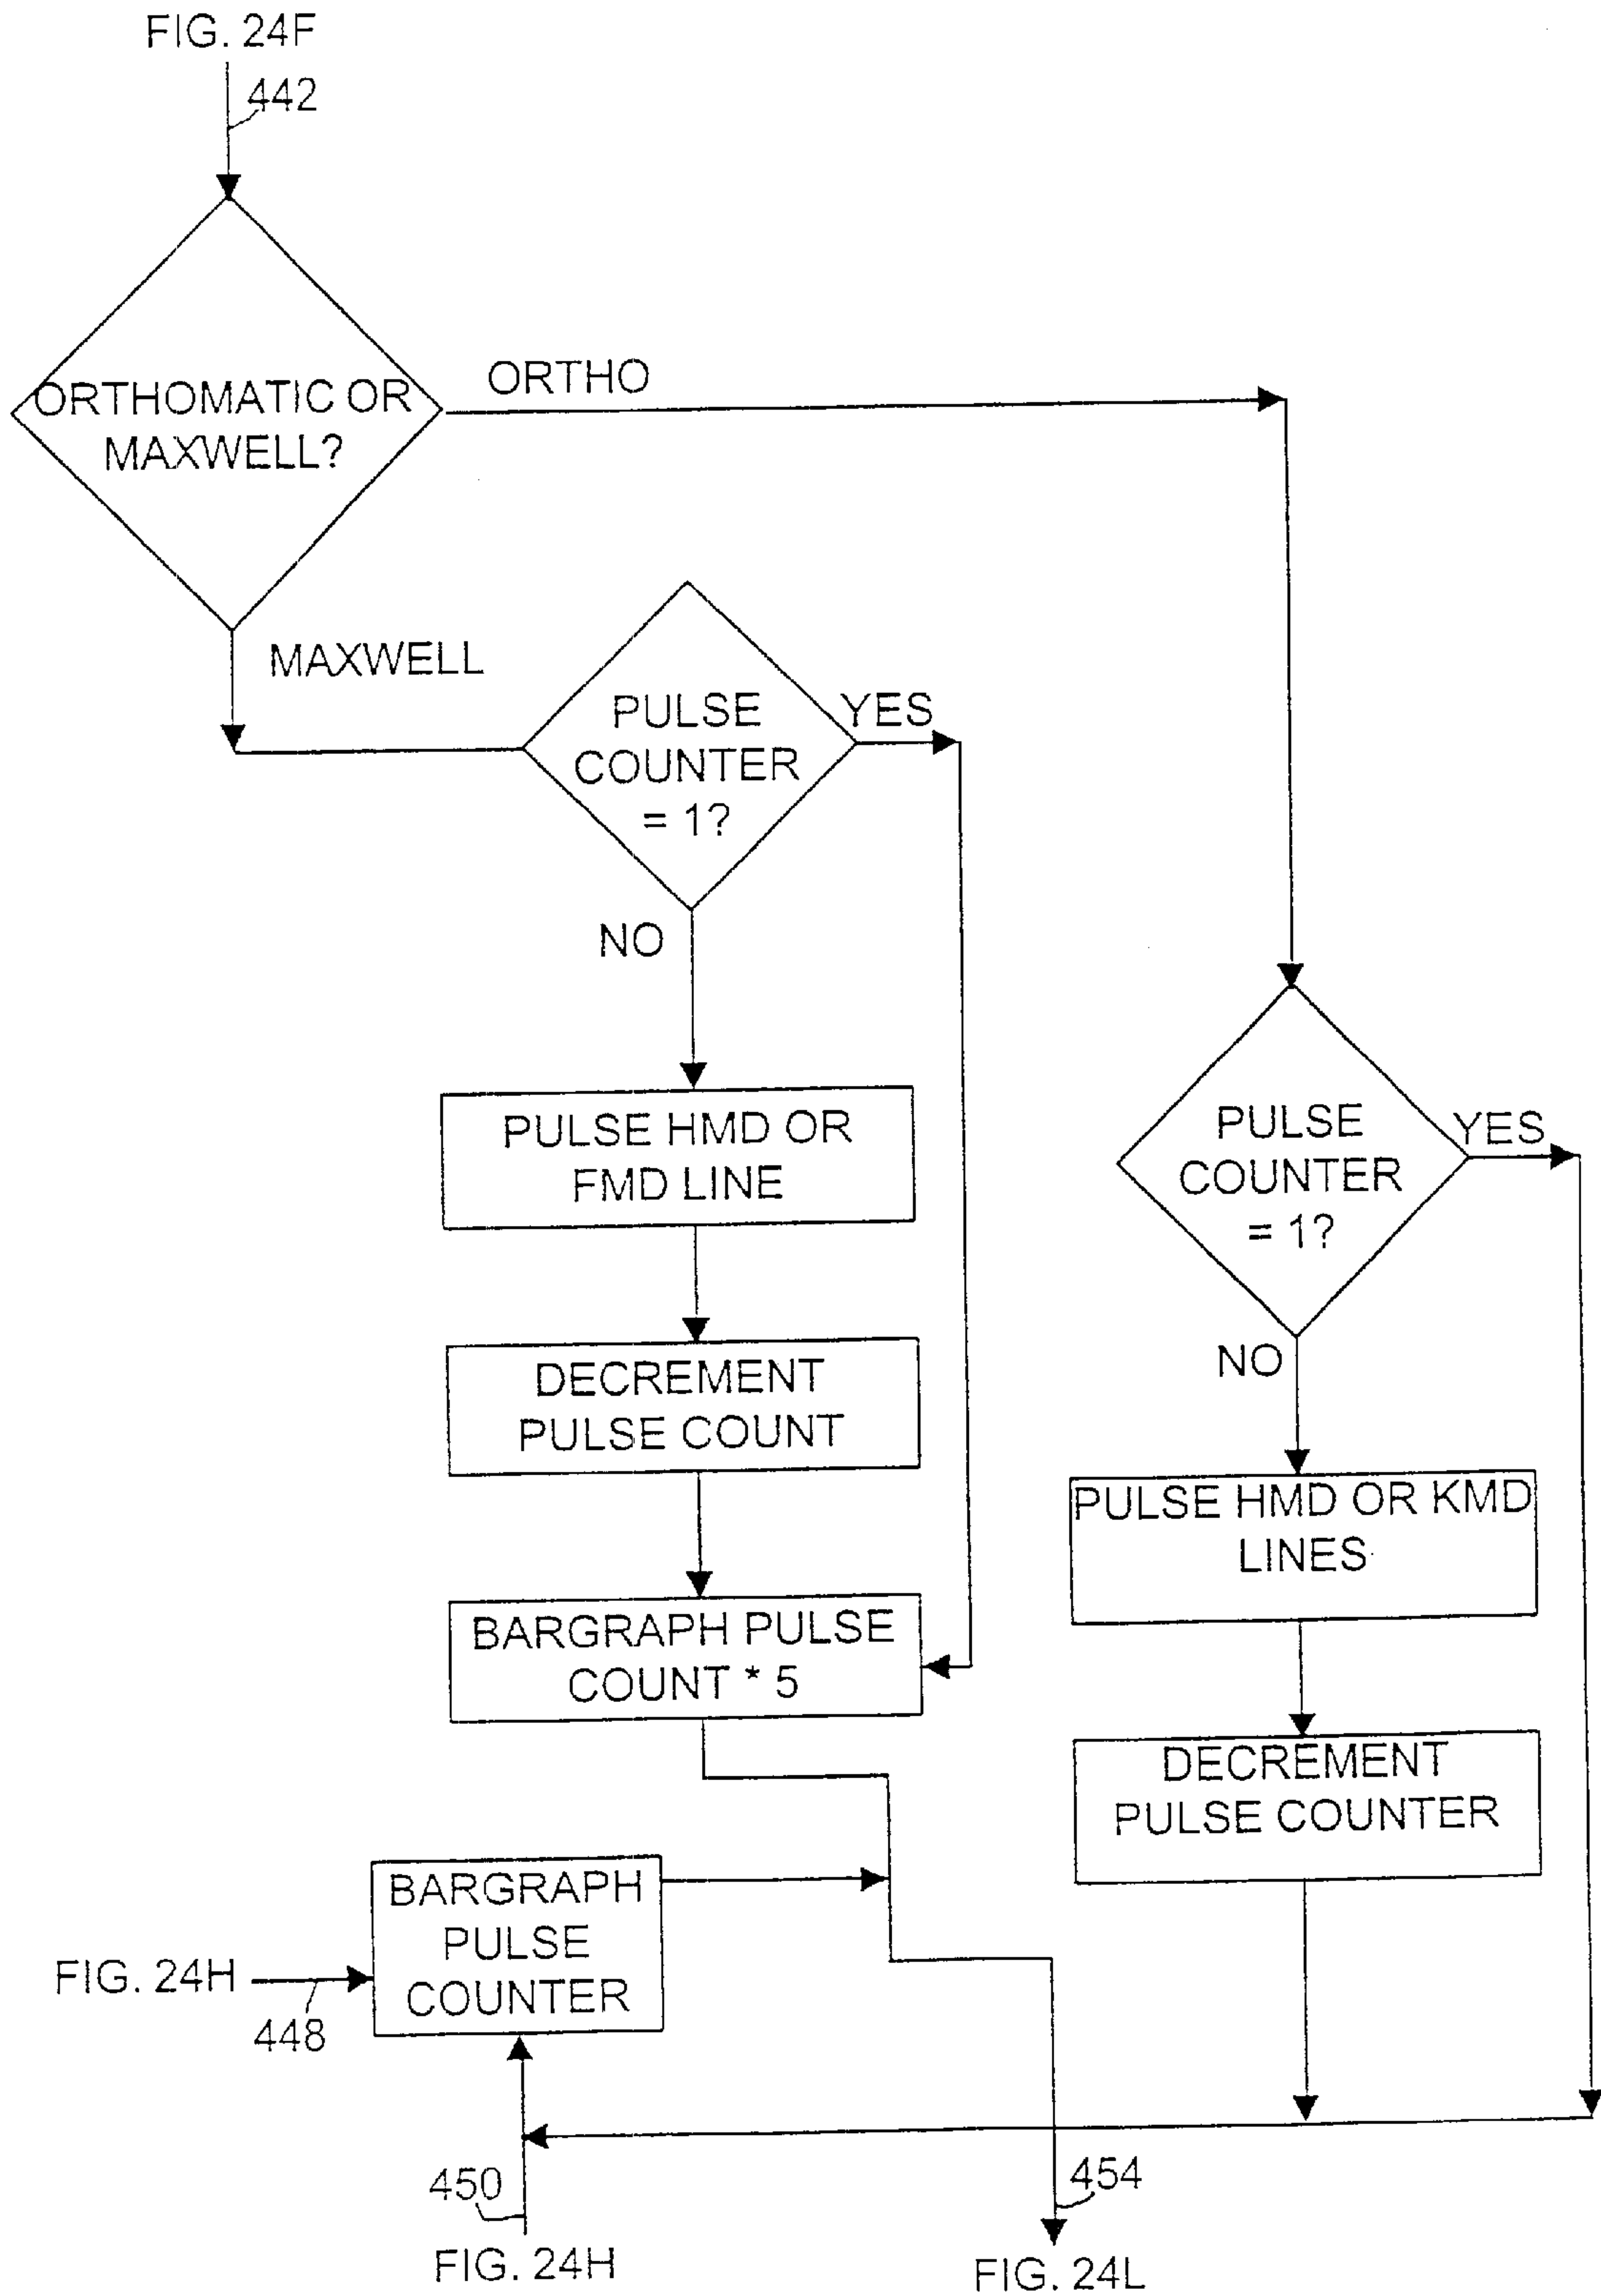 FIG. 24F
442
ORTHOMATIC OR
MAXWELL?
ORTHO
MAXWELL
PULSE
COUNTER
= 1?
YES
NO
PULSE HMD OR
FMD LINE
DECREMENT
PULSE COUNT
BARGRAPH PULSE
COUNT * 5
PULSE
COUNTER
= 1?
YES
NO
PULSE HMD OR KMD
LINES
DECREMENT
PULSE COUNTER
BARGRAPH
PULSE
COUNTER
FIG. 24H
448
450
FIG. 24H
454
FIG. 24L